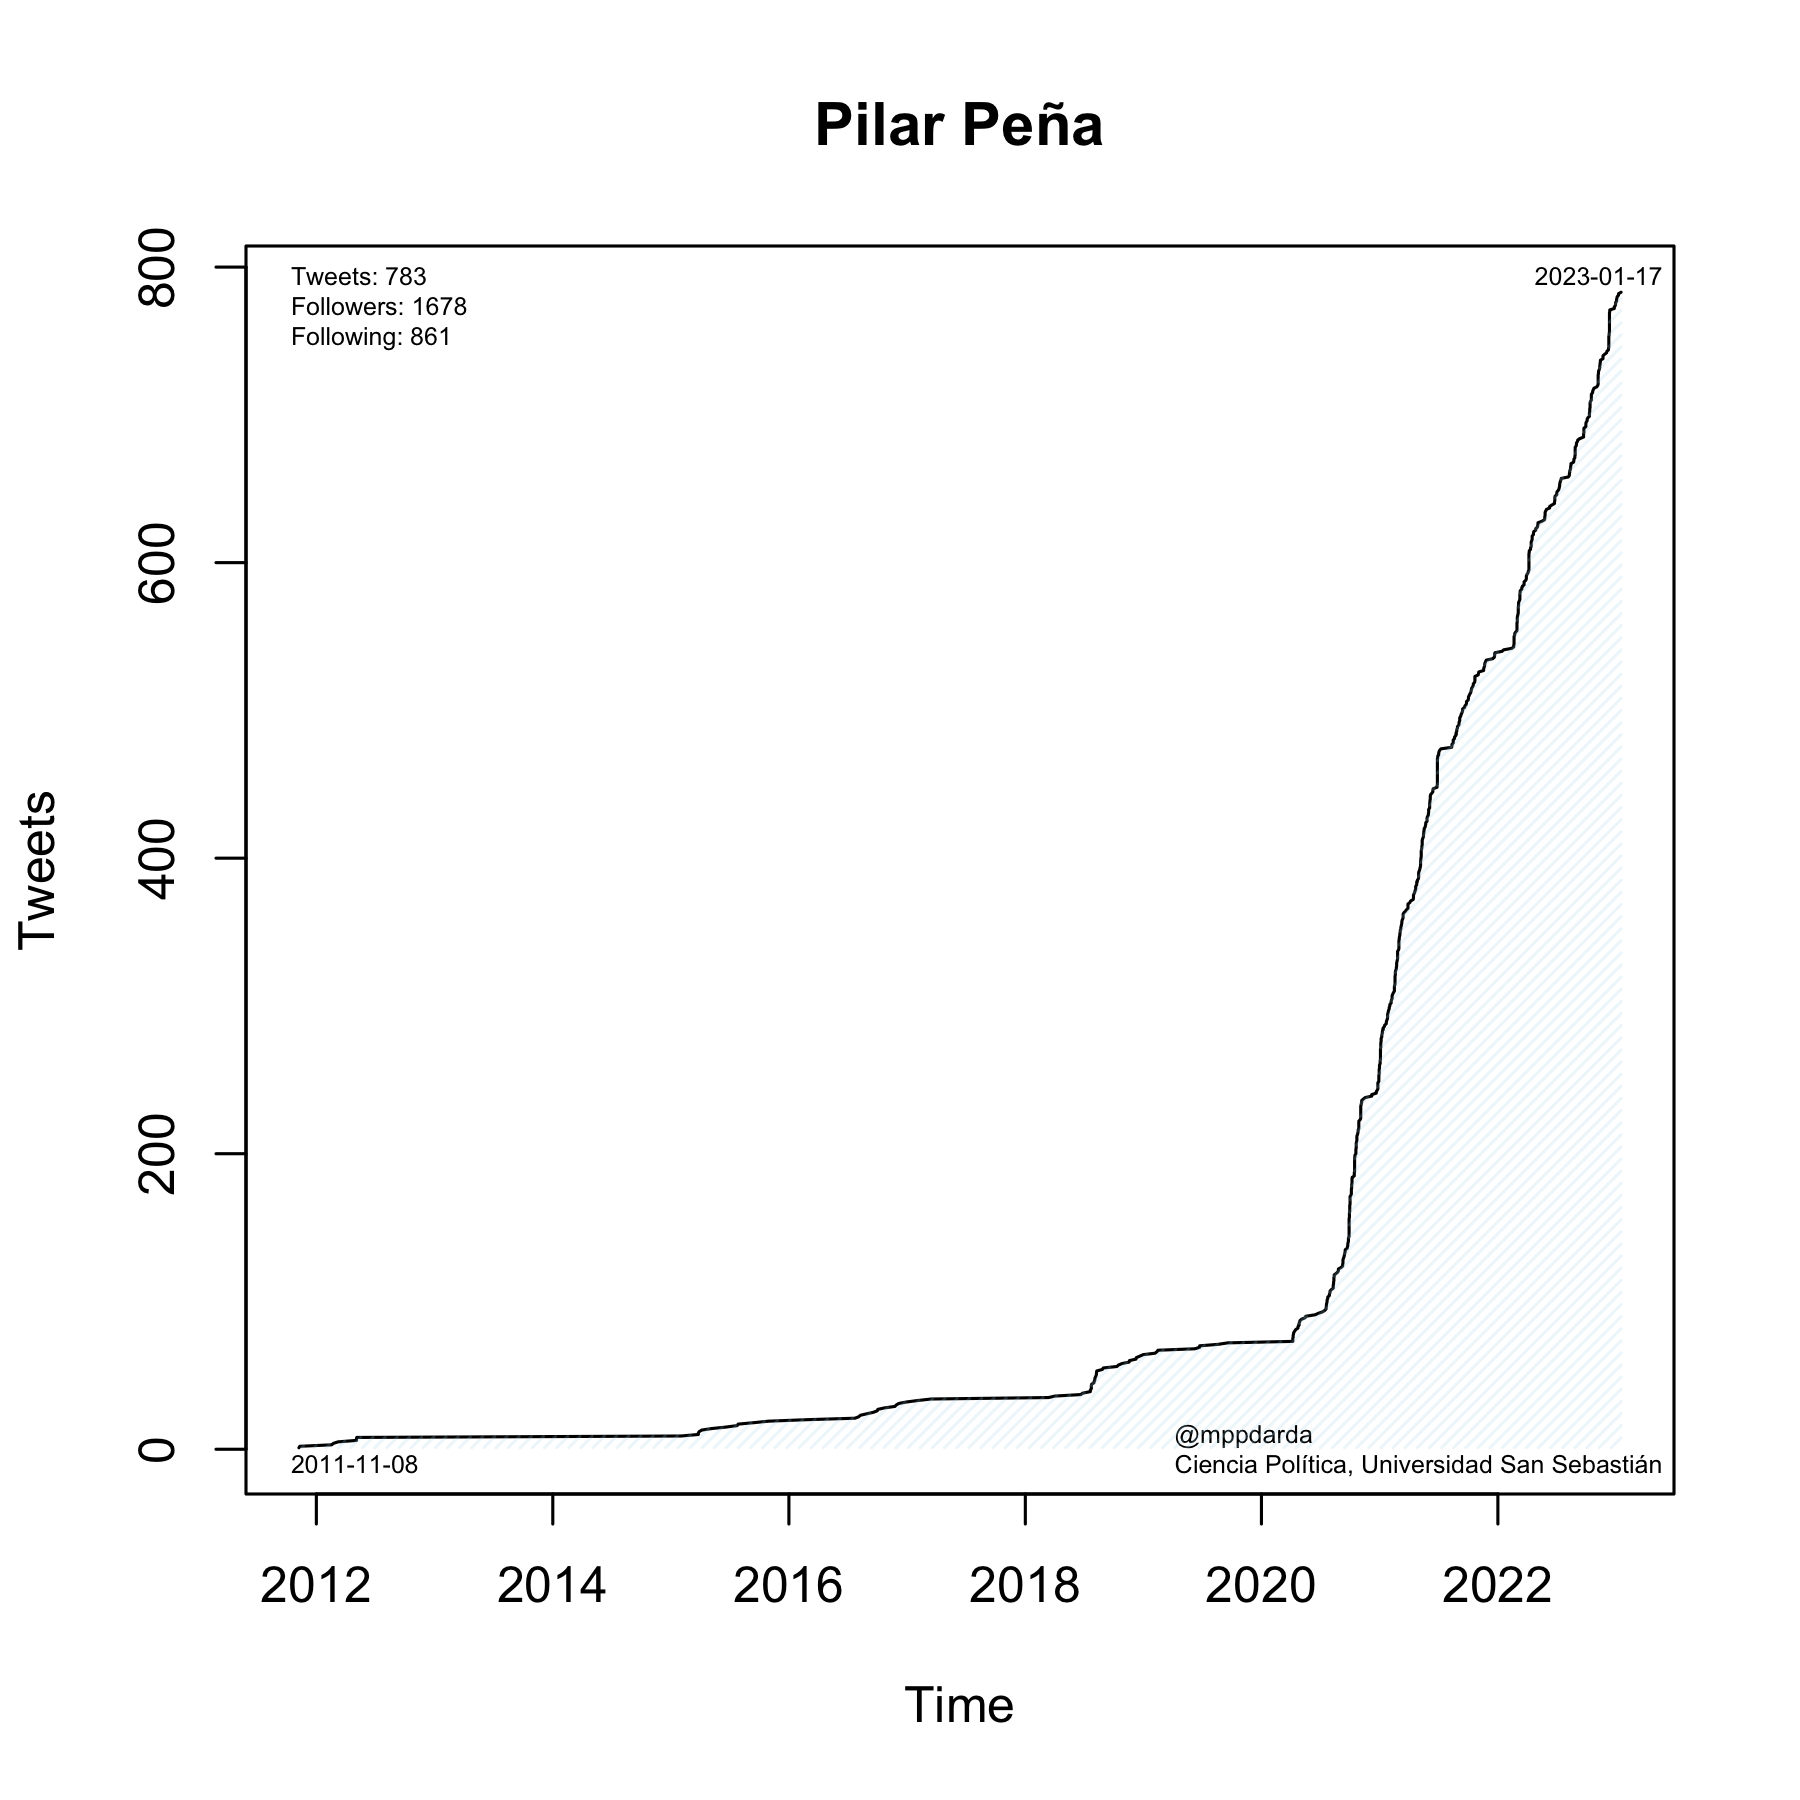 Pilar Peña
Tweets: 783
Followers: 1678
Following: 861
2023-01-17
800
600
400
200
0
Tweets
@mppdarda
Ciencia Política, Universidad San Sebastián
2011-11-08
2012 2014 2016 2018 2020 2022
Time